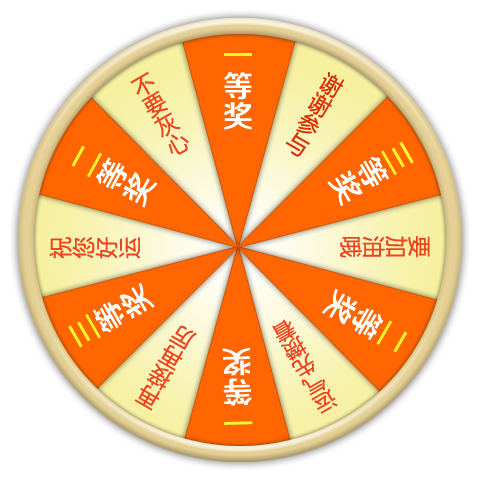 一等奖
谢谢参与
三等奖
要加油哦
二等奖
运气先攒着
一等奖
再接再厉
三等奖
祝您好运
二等奖
不要灰心